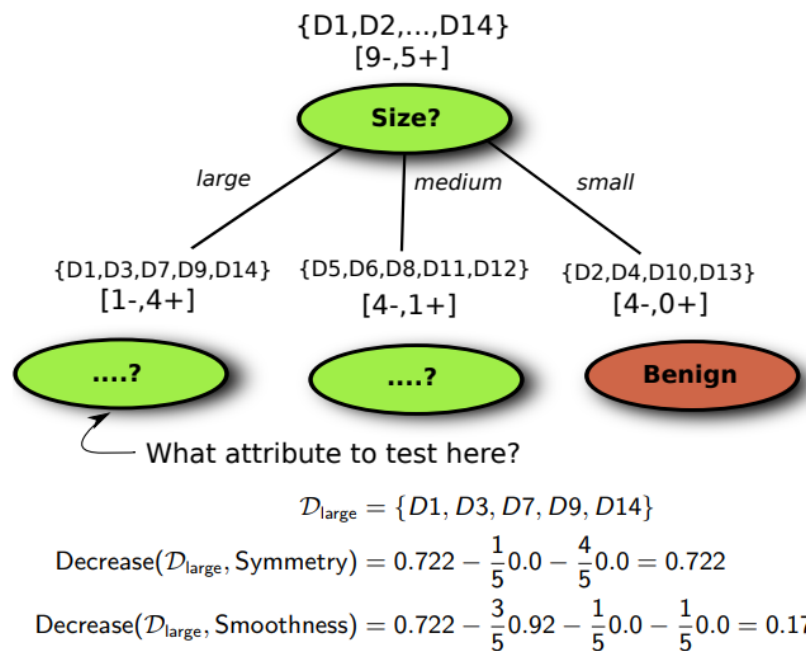 {D1,D2,...,D14}
[9-,5+]
Size?
large medium small
{D1,D3,D7,D9,D14} {D5,D6,D8,D11,D12} {D2,D4,D10,D13}
[1-,4+] [4-,1+] [4-,0+]
....? ....? Benign
What attribute to test here?
𝒟large = {D1, D3, D7, D9, D14}
Decrease(𝒟large, Symmetry) = 0.722 − 1/5 0.0 − 4/5 0.0 = 0.722
Decrease(𝒟large, Smoothness) = 0.722 − 3/5 0.92 − 1/5 0.0 − 1/5 0.0 = 0.17